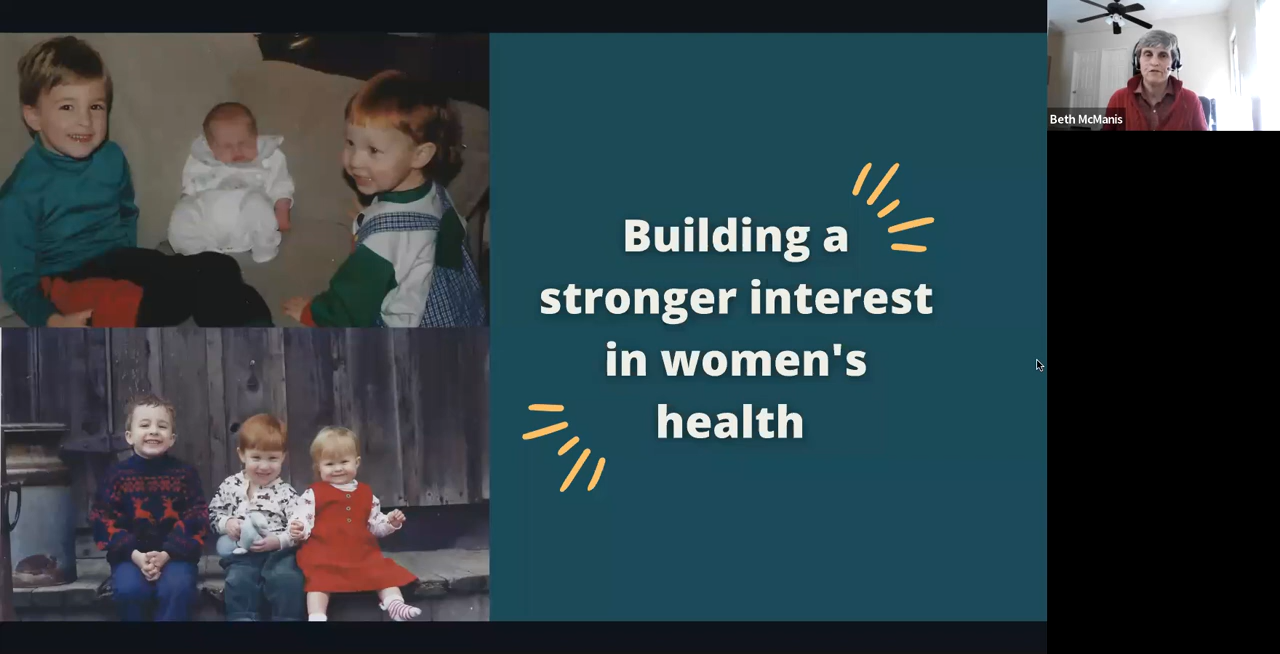 Building a
stronger interest
in women's
health
Beth McManis